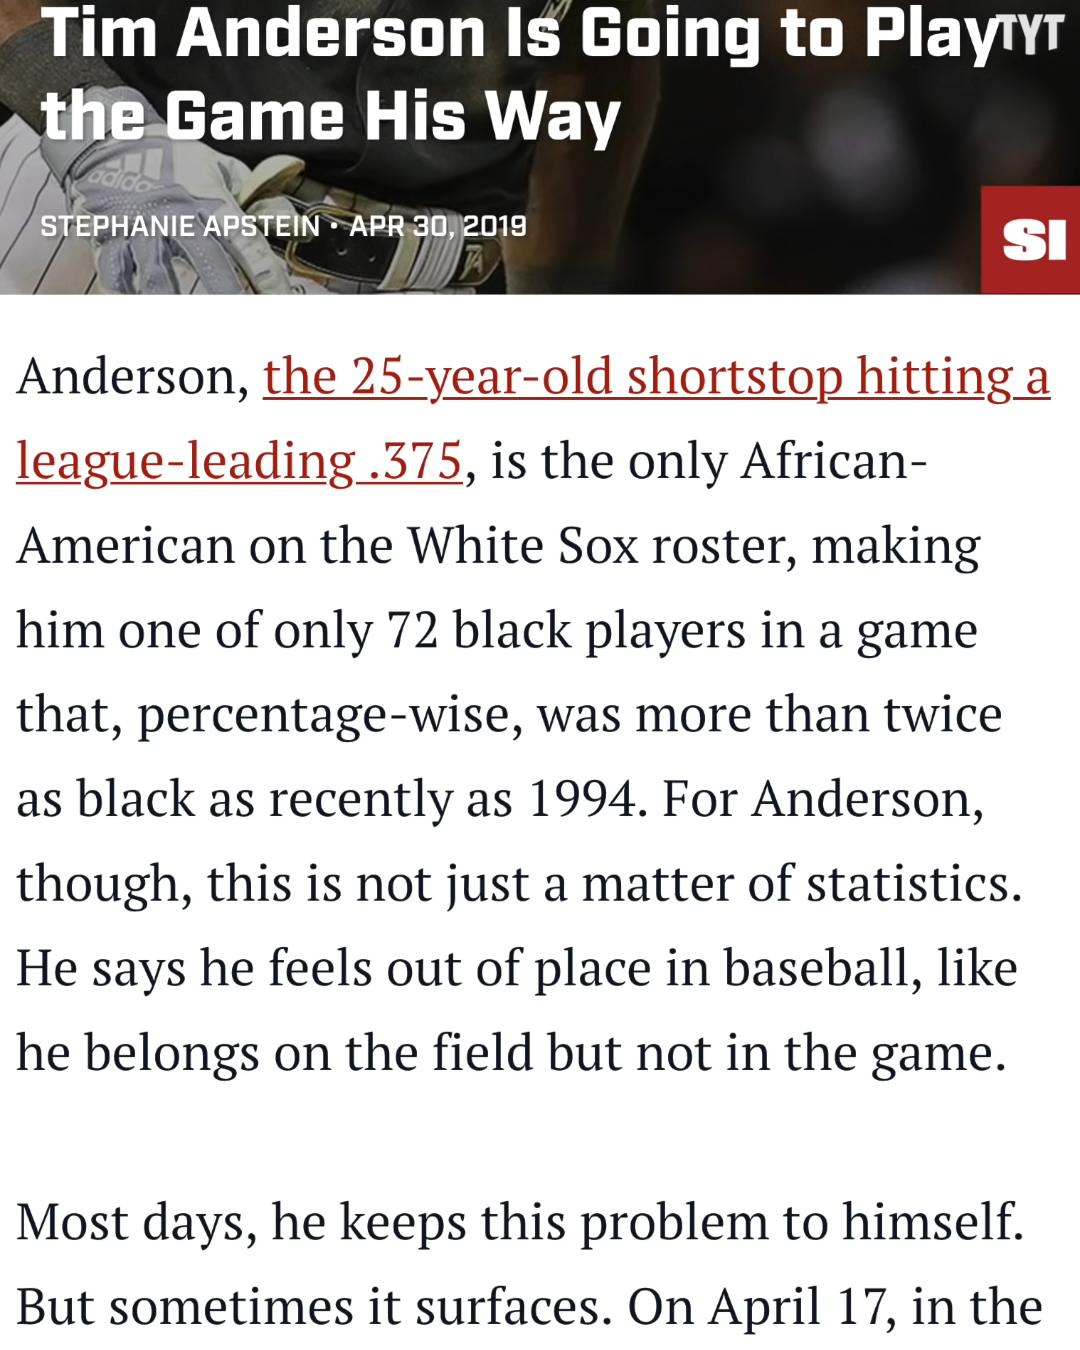 Tim Anderson Is Going to Play
TYT
the Game His Way
adidas
STEPHANIE APSTEIN • APR 30, 2019
SI
Anderson, the 25-year-old shortstop hitting a
league-leading .375, is the only African-
American on the White Sox roster, making
him one of only 72 black players in a game
that, percentage-wise, was more than twice
as black as recently as 1994. For Anderson,
though, this is not just a matter of statistics.
He says he feels out of place in baseball, like
he belongs on the field but not in the game.
Most days, he keeps this problem to himself.
But sometimes it surfaces. On April 17, in the